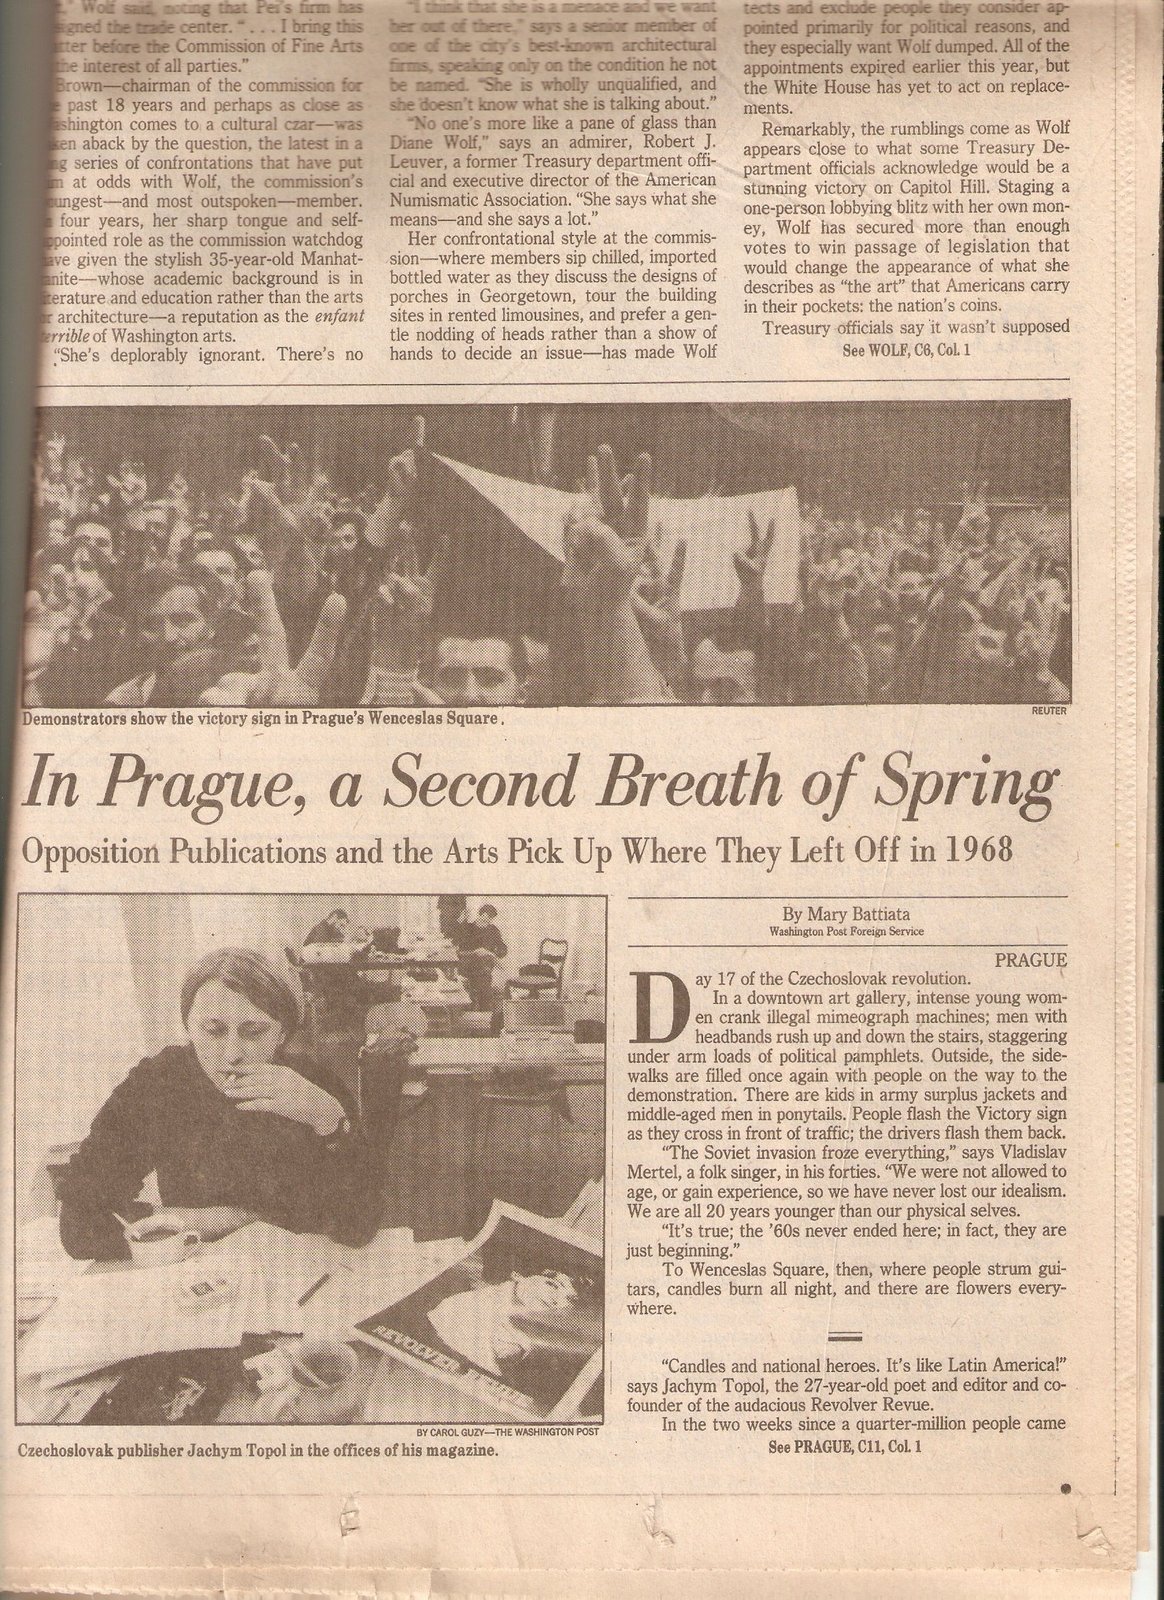 Wolf said, noting that Pei's firm has
signed the trade center. ". . . I bring this
before the Commission of Fine Arts
the interest of all parties."
Brown—chairman of the commission for
past 18 years and perhaps as close as
ashington comes to a cultural czar—was
en aback by the question, the latest in a
ng series of confrontations that have put
at odds with Wolf, the commission's
ungest—and most outspoken—member.
four years, her sharp tongue and self-
pointed role as the commission watchdog
ave given the stylish 35-year-old Manhat-
nite—whose academic background is in
iterature and education rather than the arts
or architecture—a reputation as the enfant
terrible of Washington arts.
"She's deplorably ignorant. There's no
"I think that she is a menace and we want
her out of there," says a senior member of
one of the city's best-known architectural
firms, speaking only on the condition he not
be named. "She is wholly unqualified, and
she doesn't know what she is talking about."
"No one's more like a pane of glass than
Diane Wolf," says an admirer, Robert J.
Leuver, a former Treasury department offi-
cial and executive director of the American
Numismatic Association. "She says what she
means—and she says a lot."
Her confrontational style at the commis-
sion—where members sip chilled, imported
bottled water as they discuss the designs of
porches in Georgetown, tour the building
sites in rented limousines, and prefer a gen-
tle nodding of heads rather than a show of
hands to decide an issue—has made Wolf
tects and exclude people they consider ap-
pointed primarily for political reasons, and
they especially want Wolf dumped. All of the
appointments expired earlier this year, but
the White House has yet to act on replace-
ments.
Remarkably, the rumblings come as Wolf
appears close to what some Treasury De-
partment officials acknowledge would be a
stunning victory on Capitol Hill. Staging a
one-person lobbying blitz with her own mon-
ey, Wolf has secured more than enough
votes to win passage of legislation that
would change the appearance of what she
describes as "the art" that Americans carry
in their pockets: the nation's coins.
Treasury officials say it wasn't supposed
See WOLF, C6, Col. 1
Demonstrators show the victory sign in Prague's Wenceslas Square.
REUTER
In Prague, a Second Breath of Spring
Opposition Publications and the Arts Pick Up Where They Left Off in 1968
REVOLVER REVUE
BY CAROL GUZY—THE WASHINGTON POST
Czechoslovak publisher Jachym Topol in the offices of his magazine.
By Mary Battiata
Washington Post Foreign Service
PRAGUE
Day 17 of the Czechoslovak revolution.
In a downtown art gallery, intense young wom-
en crank illegal mimeograph machines; men with
headbands rush up and down the stairs, staggering
under arm loads of political pamphlets. Outside, the side-
walks are filled once again with people on the way to the
demonstration. There are kids in army surplus jackets and
middle-aged men in ponytails. People flash the Victory sign
as they cross in front of traffic; the drivers flash them back.
"The Soviet invasion froze everything," says Vladislav
Mertel, a folk singer, in his forties. "We were not allowed to
age, or gain experience, so we have never lost our idealism.
We are all 20 years younger than our physical selves.
"It's true; the '60s never ended here; in fact, they are
just beginning."
To Wenceslas Square, then, where people strum gui-
tars, candles burn all night, and there are flowers every-
where.
"Candles and national heroes. It's like Latin America!"
says Jachym Topol, the 27-year-old poet and editor and co-
founder of the audacious Revolver Revue.
In the two weeks since a quarter-million people came
See PRAGUE, C11, Col. 1